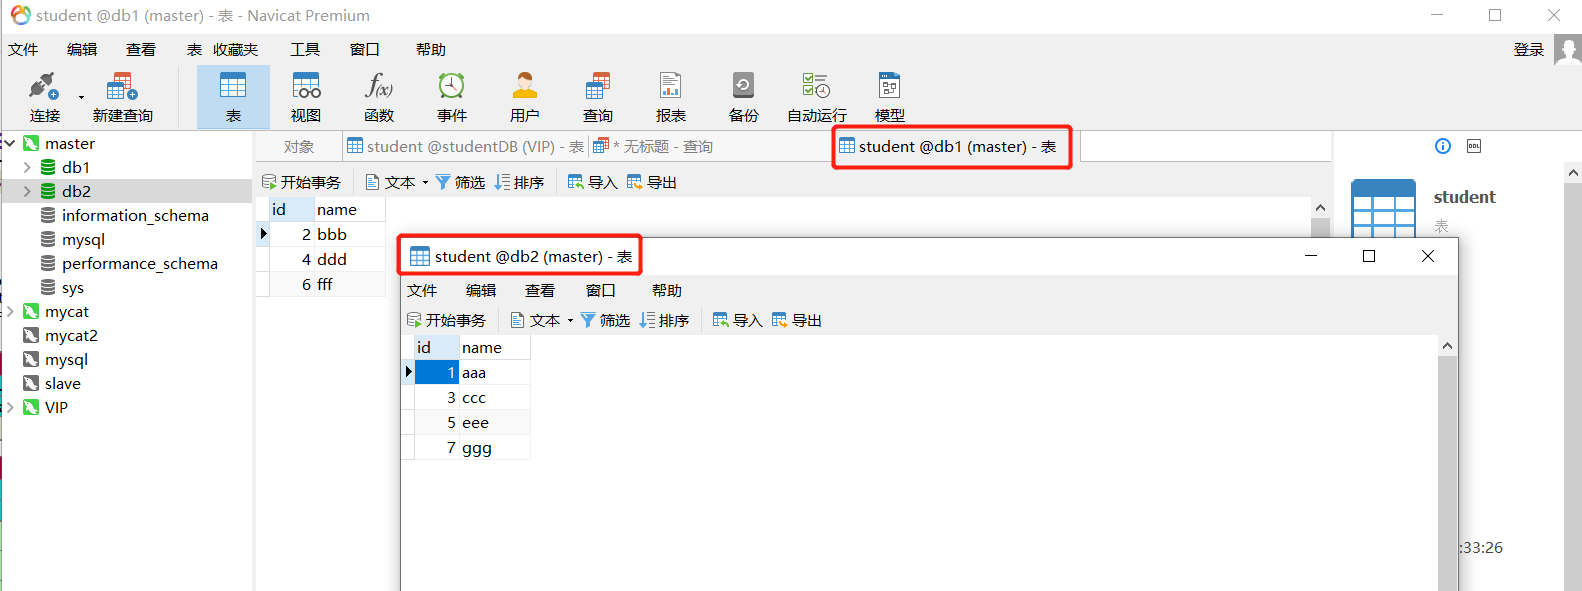 student @db1 (master) - 表 - Navicat Premium
文件 编辑 查看 表 收藏夹 工具 窗口 帮助 登录
连接 新建查询 表 视图 函数 事件 用户 查询 报表 备份 自动运行 模型
master
db1
db2
information_schema
mysql
performance_schema
sys
mycat
mycat2
mysql
slave
VIP
对象 student @studentDB (VIP) - 表 * 无标题 - 查询 student @db1 (master) - 表
开始事务 文本 筛选 排序 导入 导出
id name
2 bbb
4 ddd
6 fff
student @db2 (master) - 表
文件 编辑 查看 窗口 帮助
开始事务 文本 筛选 排序 导入 导出
id name
1 aaa
3 ccc
5 eee
7 ggg
DDL
student
表
:33:26